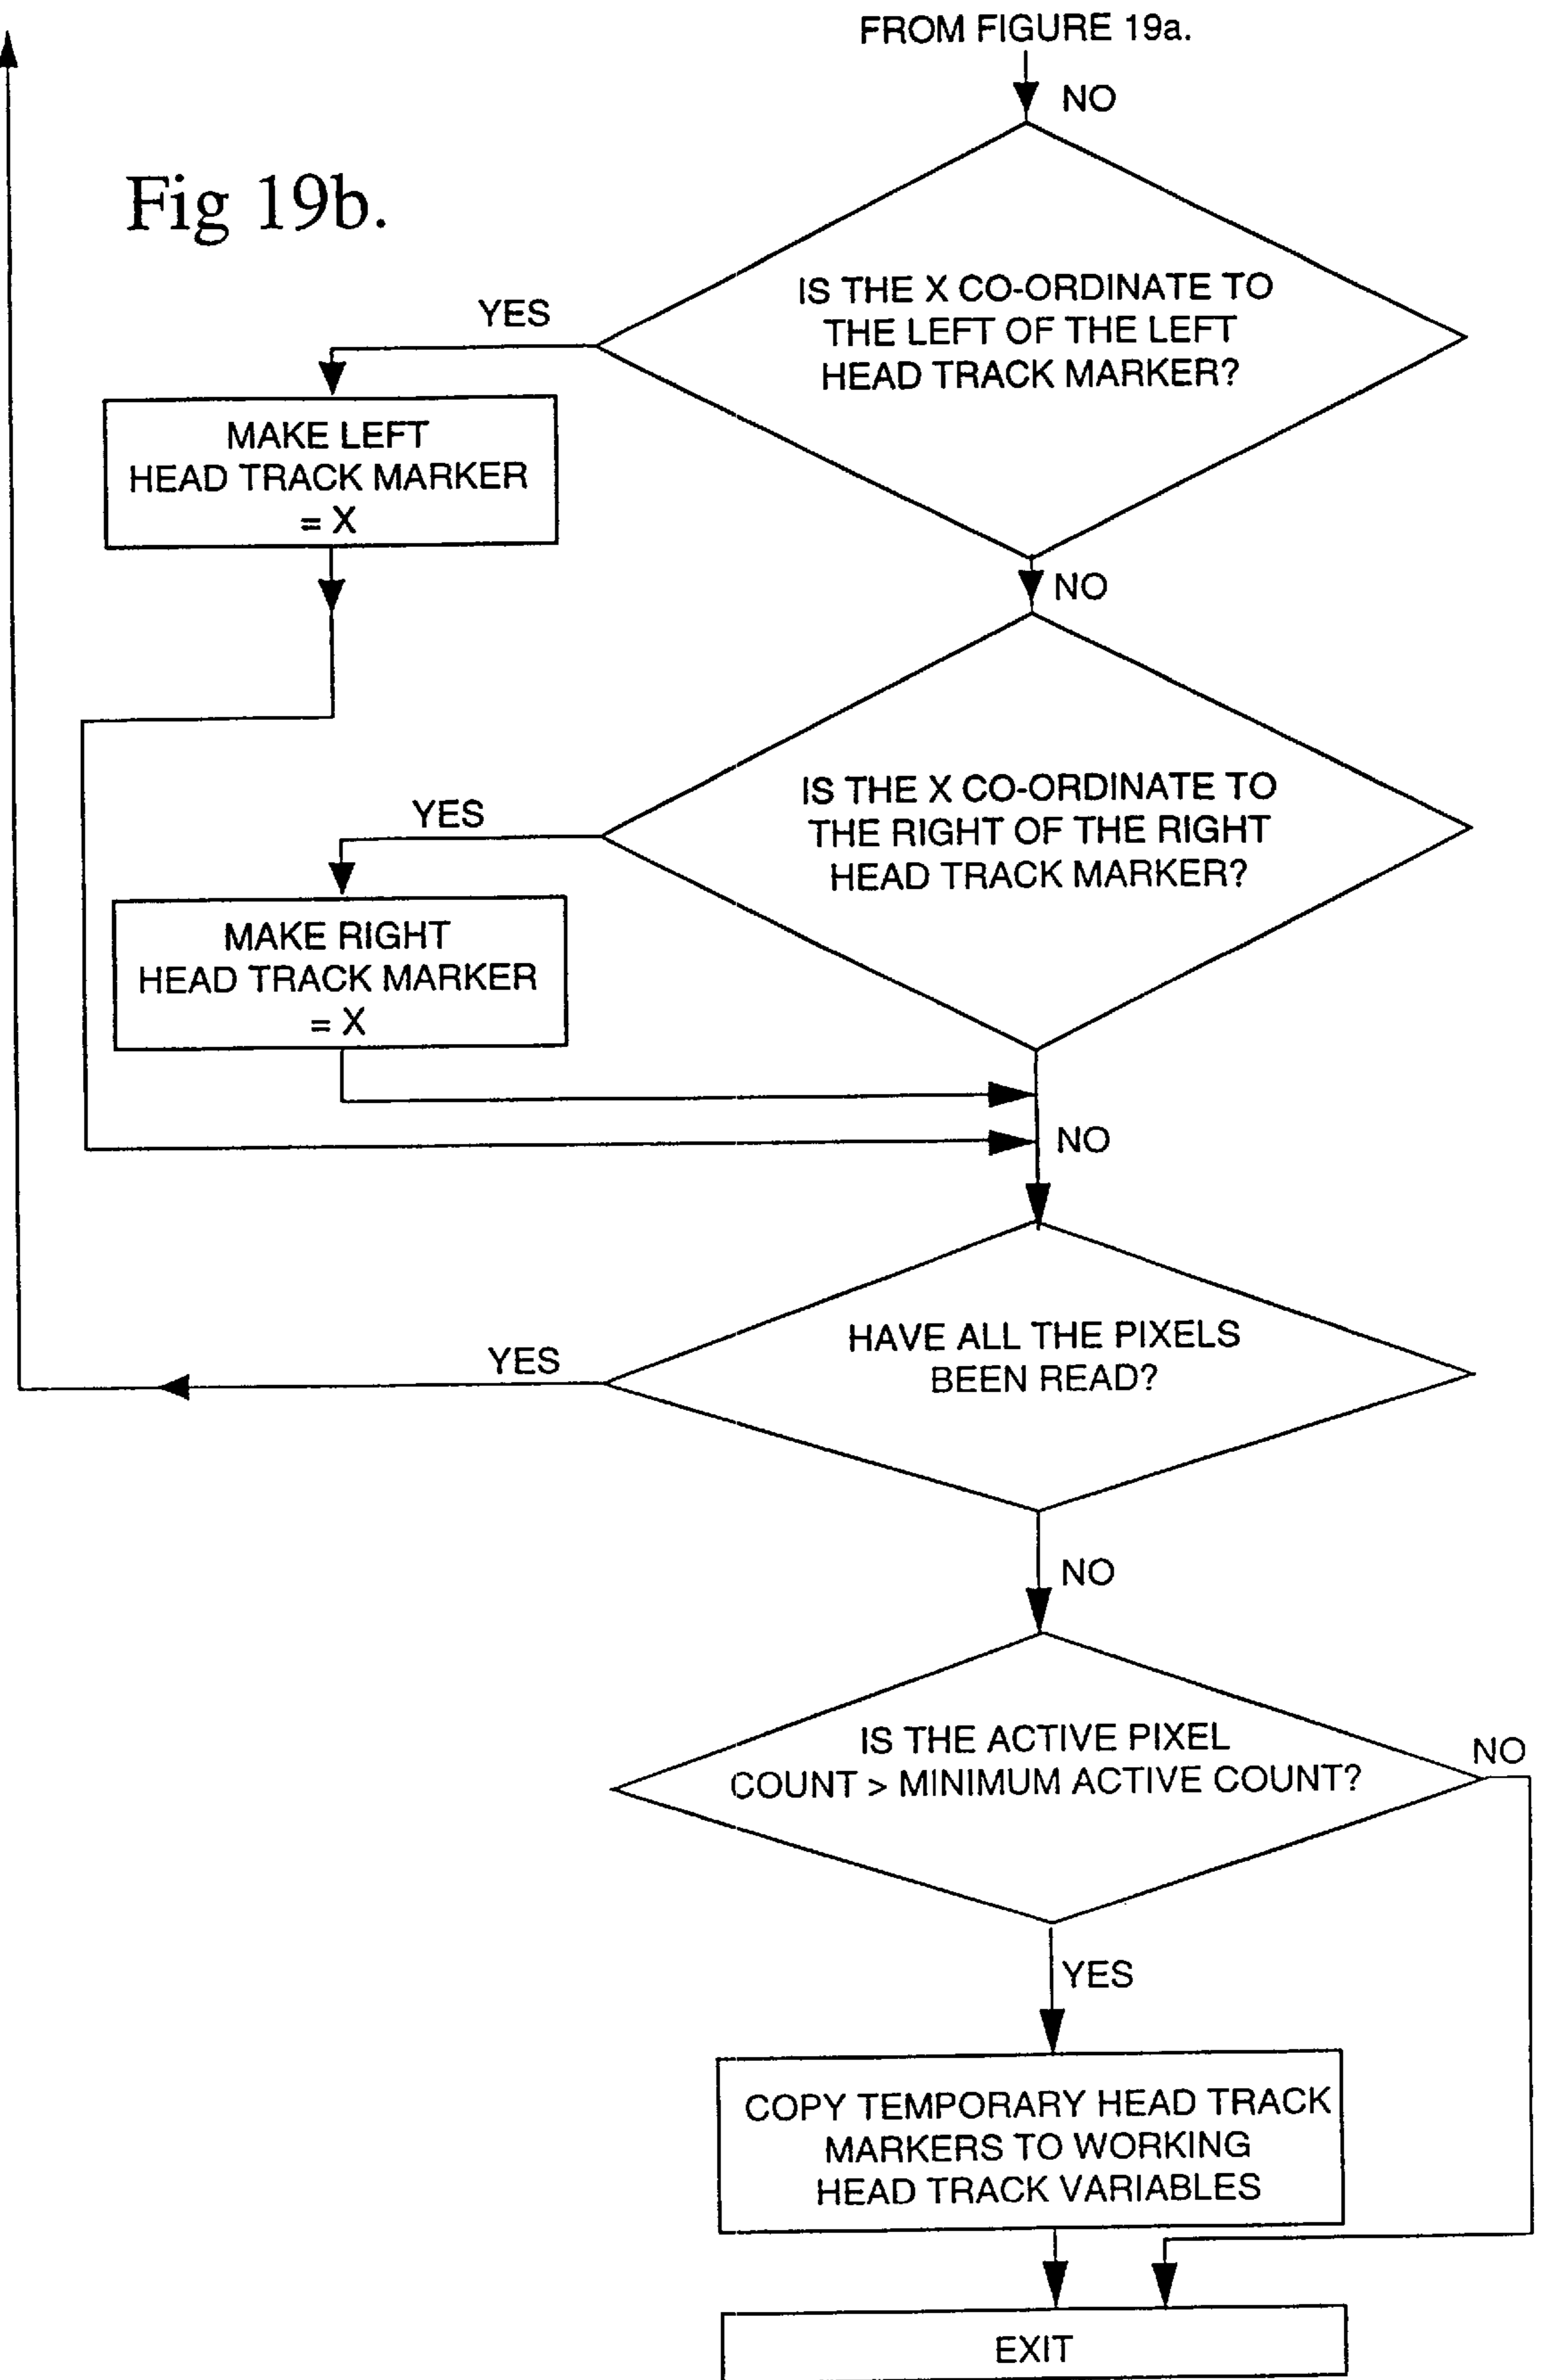 FROM FIGURE 19a.
NO
Fig 19b.
IS THE X CO-ORDINATE TO
THE LEFT OF THE LEFT
HEAD TRACK MARKER?
YES
MAKE LEFT
HEAD TRACK MARKER
= X
NO
IS THE X CO-ORDINATE TO
THE RIGHT OF THE RIGHT
HEAD TRACK MARKER?
YES
MAKE RIGHT
HEAD TRACK MARKER
= X
NO
HAVE ALL THE PIXELS
BEEN READ?
YES
NO
IS THE ACTIVE PIXEL
COUNT > MINIMUM ACTIVE COUNT?
NO
YES
COPY TEMPORARY HEAD TRACK
MARKERS TO WORKING
HEAD TRACK VARIABLES
EXIT